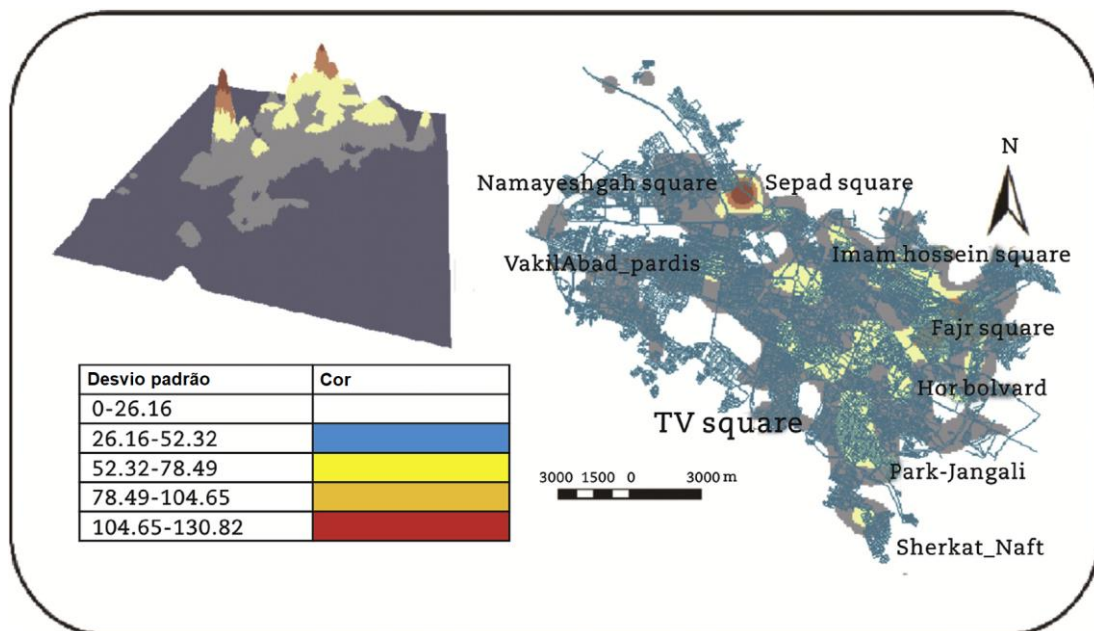 Namayeshgah square
Sepad square
N
VakilAbad_pardis
Imam hossein square
Fajr square
Hor bolvard
TV square
Park-Jangali
Sherkat_Naft
3000 1500 0 3000 m
Desvio padrão Cor
0-26.16
26.16-52.32
52.32-78.49
78.49-104.65
104.65-130.82